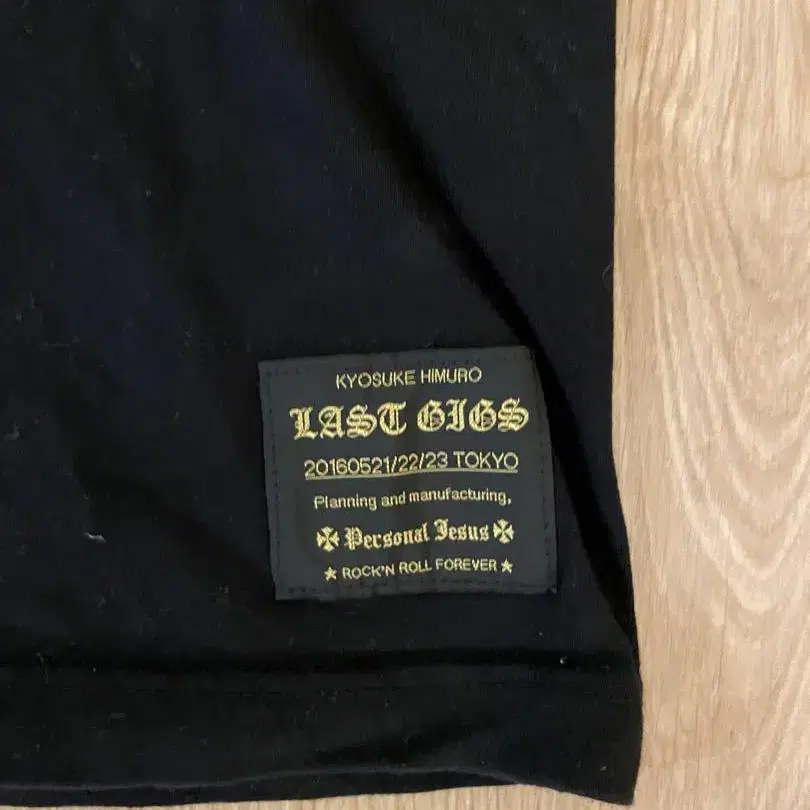 KYOSUKE HIMURO
LAST GIGS
20160521/22/23 TOKYO
Planning and manufacturing,
✠ Personal Jesus ✠
★ ROCK'N ROLL FOREVER ★